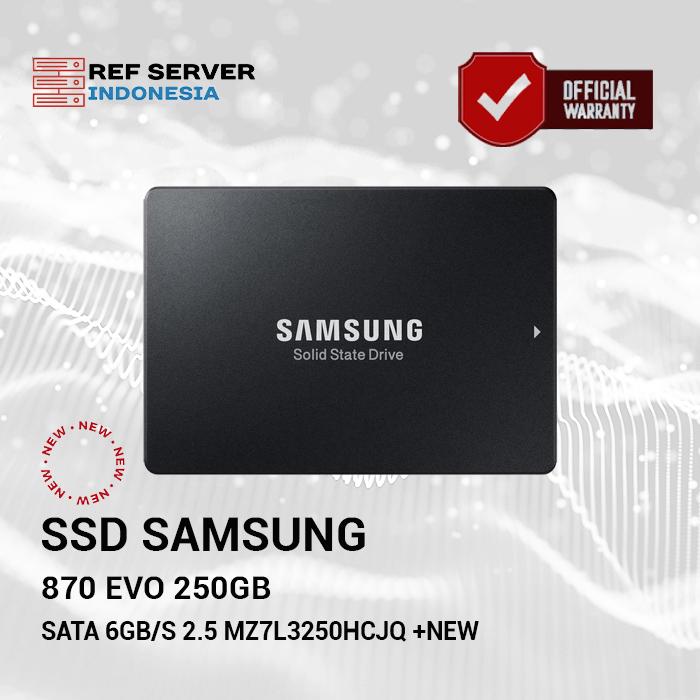 REF SERVER
INDONESIA
OFFICIAL
WARRANTY
SAMSUNG
Solid State Drive
NEW • NEW • NEW • NEW • NEW •
SSD SAMSUNG
870 EVO 250GB
SATA 6GB/S 2.5 MZ7L3250HCJQ +NEW